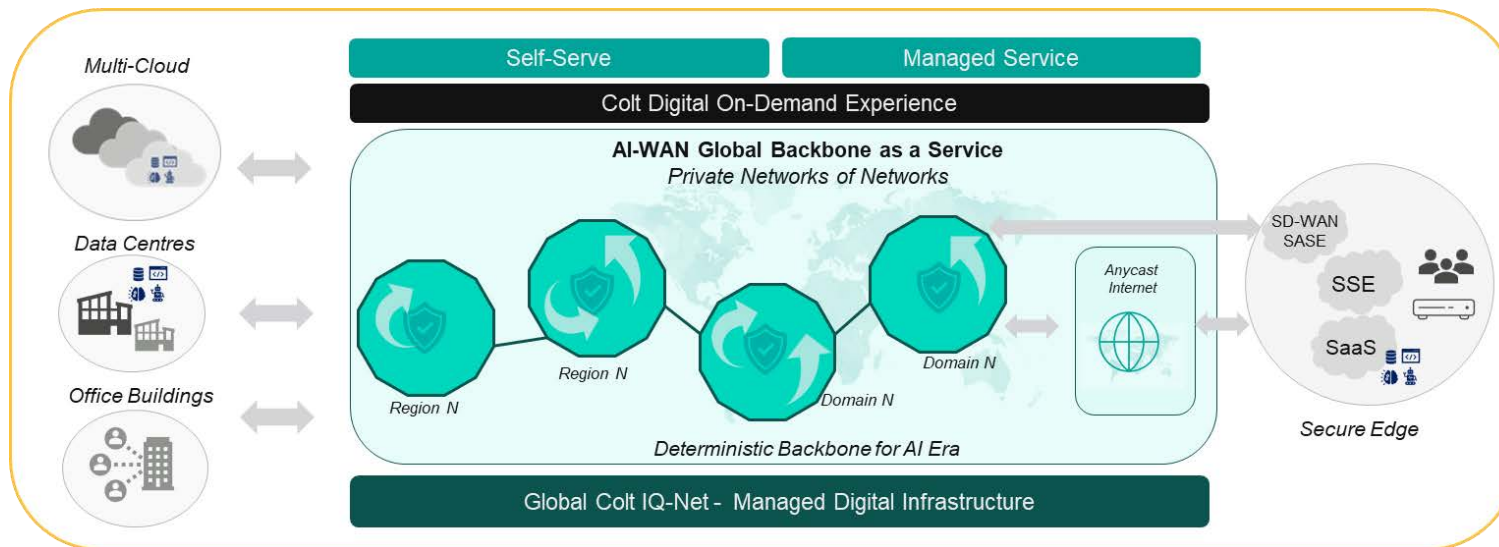 Multi-Cloud
Data Centres
Office Buildings
Self-Serve
Managed Service
Colt Digital On-Demand Experience
AI-WAN Global Backbone as a Service
Private Networks of Networks
Region N
Region N
Domain N
Domain N
Anycast
Internet
Deterministic Backbone for AI Era
Global Colt IQ-Net - Managed Digital Infrastructure
SD-WAN
SASE
SSE
SaaS
Secure Edge